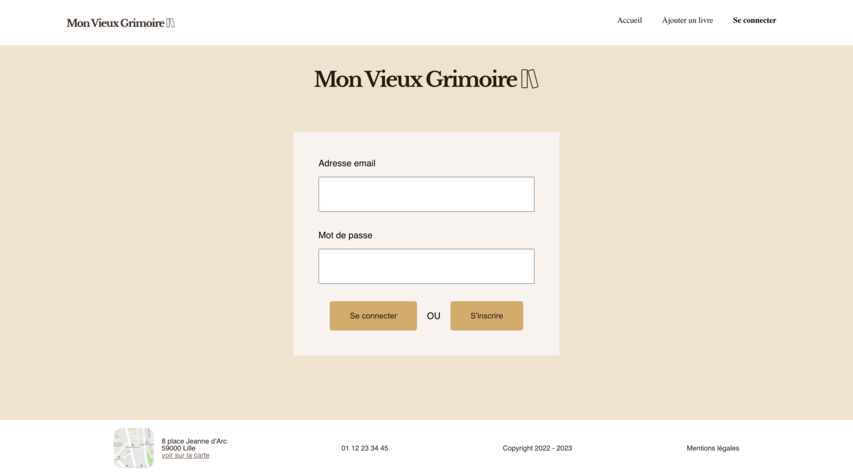 Mon Vieux Grimoire
Accueil
Ajouter un livre
Se connecter
Mon Vieux Grimoire
Adresse email
Mot de passe
Se connecter
OU
S'inscrire
8 place Jeanne d'Arc
59000 Lille
voir sur la carte
01 12 23 34 45
Copyright 2022 - 2023
Mentions légales